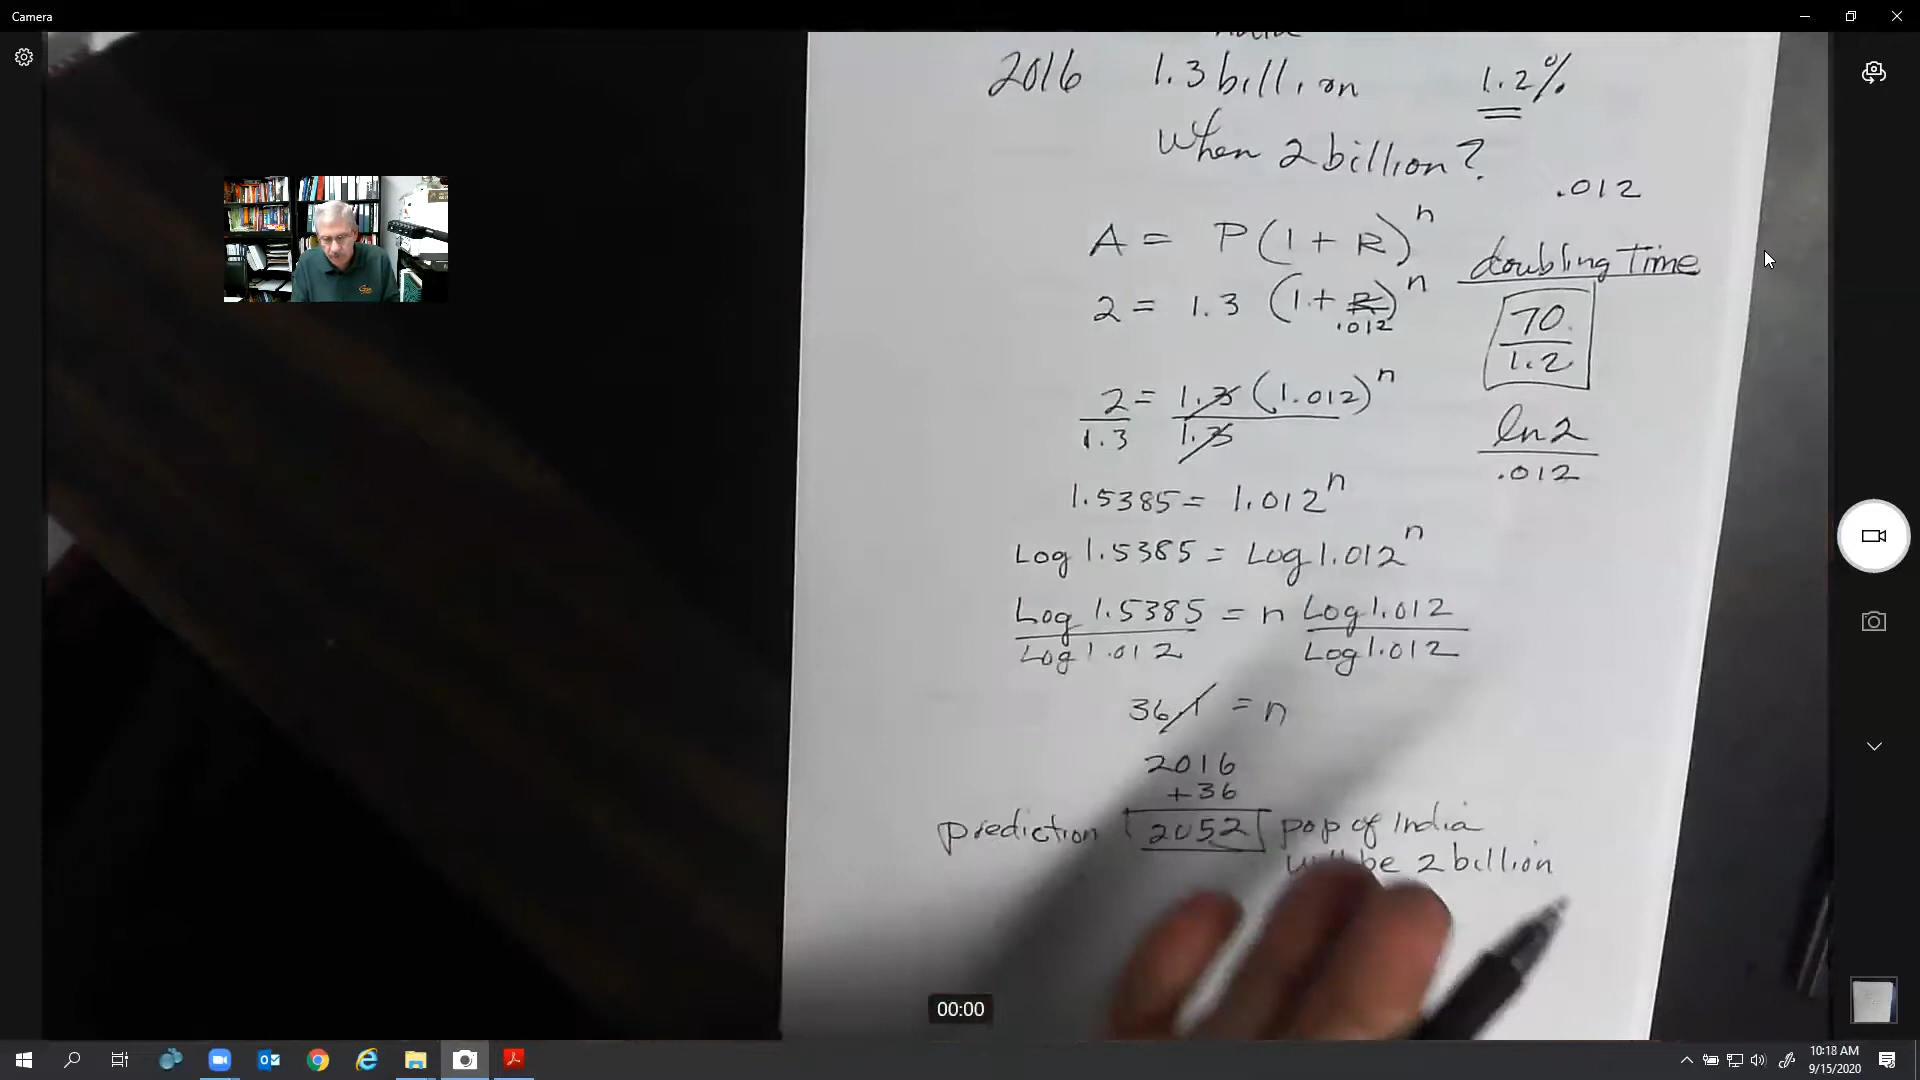 Camera
2016 1.3 billion 1.2%
When 2 billion?
.012
A = P(1 + R)^n
doubling Time
2 = 1.3 (1 + R)^n
.012
70
1.2
2 = 1.3 (1.012)^n
1.3 1.3
ln 2
.012
1.5385 = 1.012^n
Log 1.5385 = Log 1.012^n
Log 1.5385 = n Log 1.012
Log 1.012 Log 1.012
36.1 = n
2016
+36
prediction 2052 pop of India
will be 2 billion
00:00
10:18 AM
9/15/2020